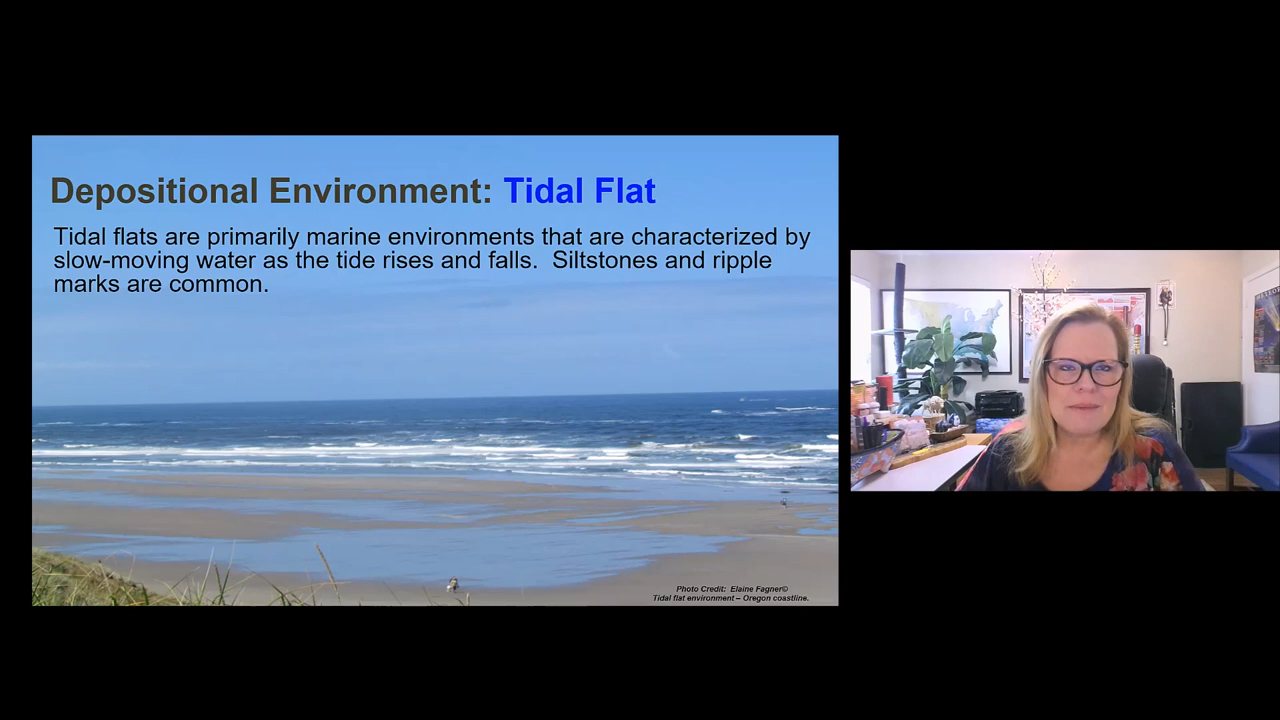 Depositional Environment: Tidal Flat
Tidal flats are primarily marine environments that are characterized by
slow-moving water as the tide rises and falls.  Siltstones and ripple
marks are common.
Photo Credit:  Elaine Fagner©
Tidal flat environment – Oregon coastline.